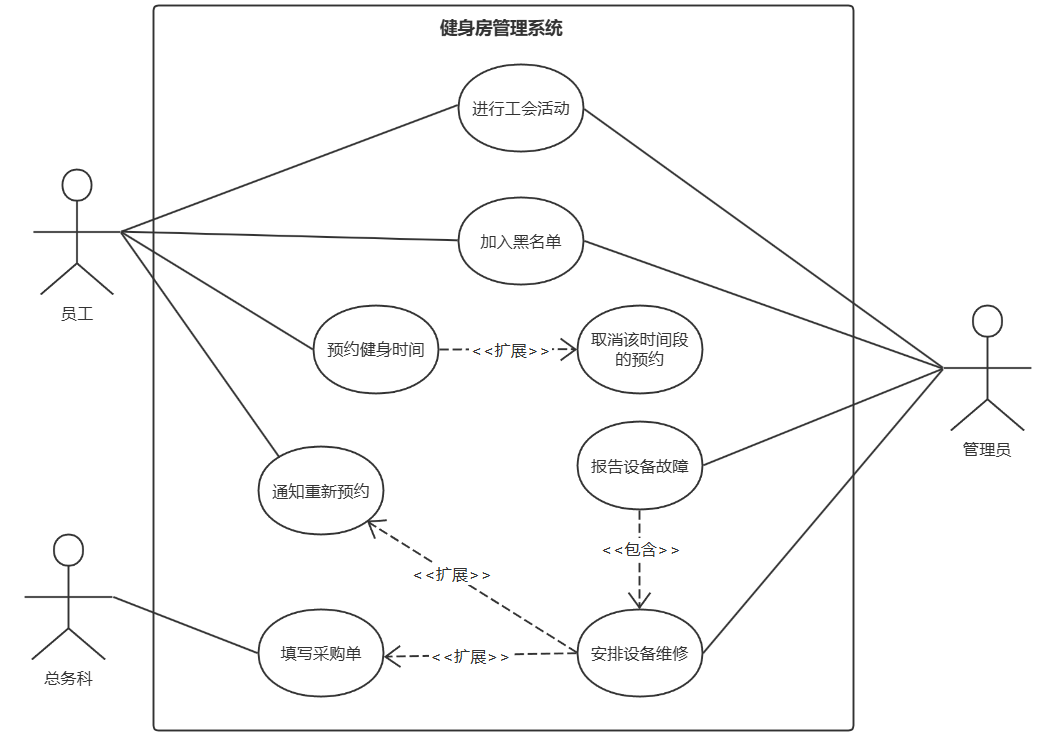 健身房管理系统
进行工会活动
加入黑名单
员工
预约健身时间
<<扩展>>
取消该时间段
的预约
管理员
报告设备故障
通知重新预约
<<包含>>
<<扩展>>
总务科
填写采购单
<<扩展>>
安排设备维修